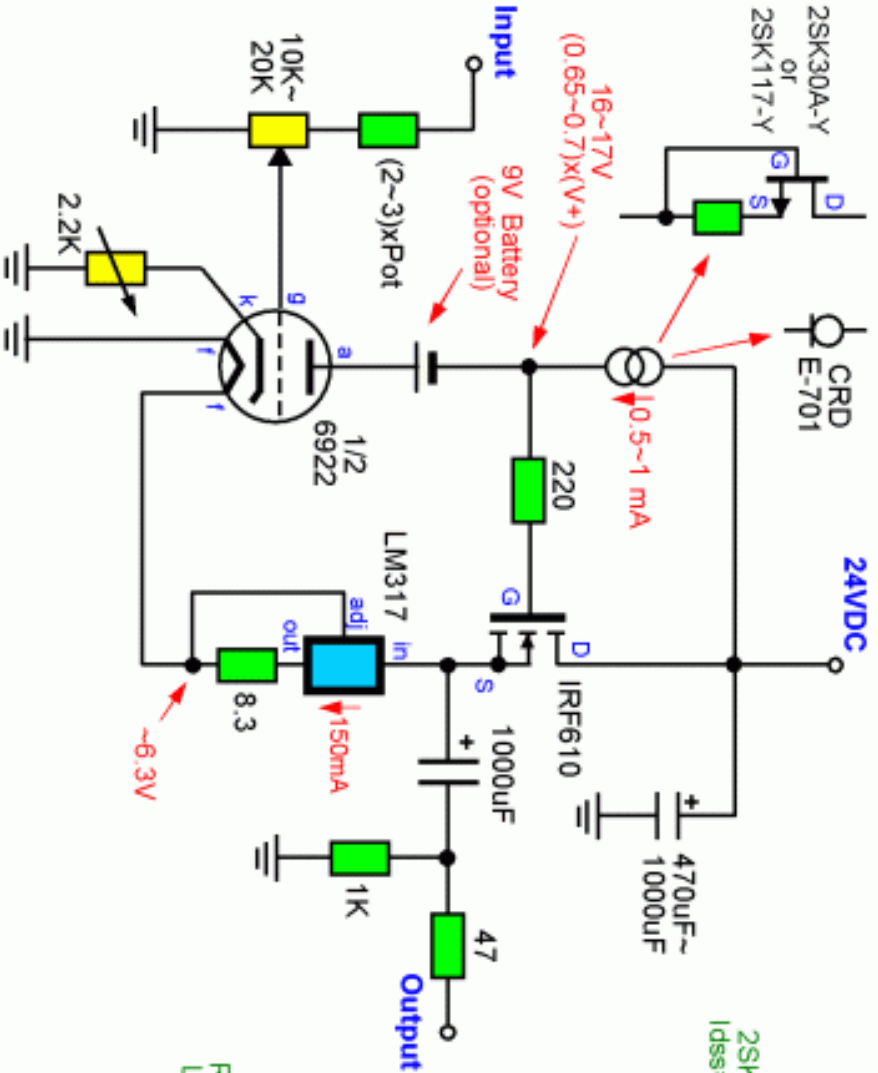 2SK30A-Y
or
2SK117-Y
G
D
S
CRD
E-701
24VDC
0.5~1 mA
16~17V
(0.65~0.7)x(V+)
220
G
D
S
IRF610
470uF~
1000uF
Input
9V Battery
(optional)
1000uF
+
+
47
Output
10K~
20K
(2~3)xPot
g
a
k
f
f
1/2
6922
LM317
adj
in
out
150mA
8.3
1K
2.2K
~6.3V
2SK
Idss